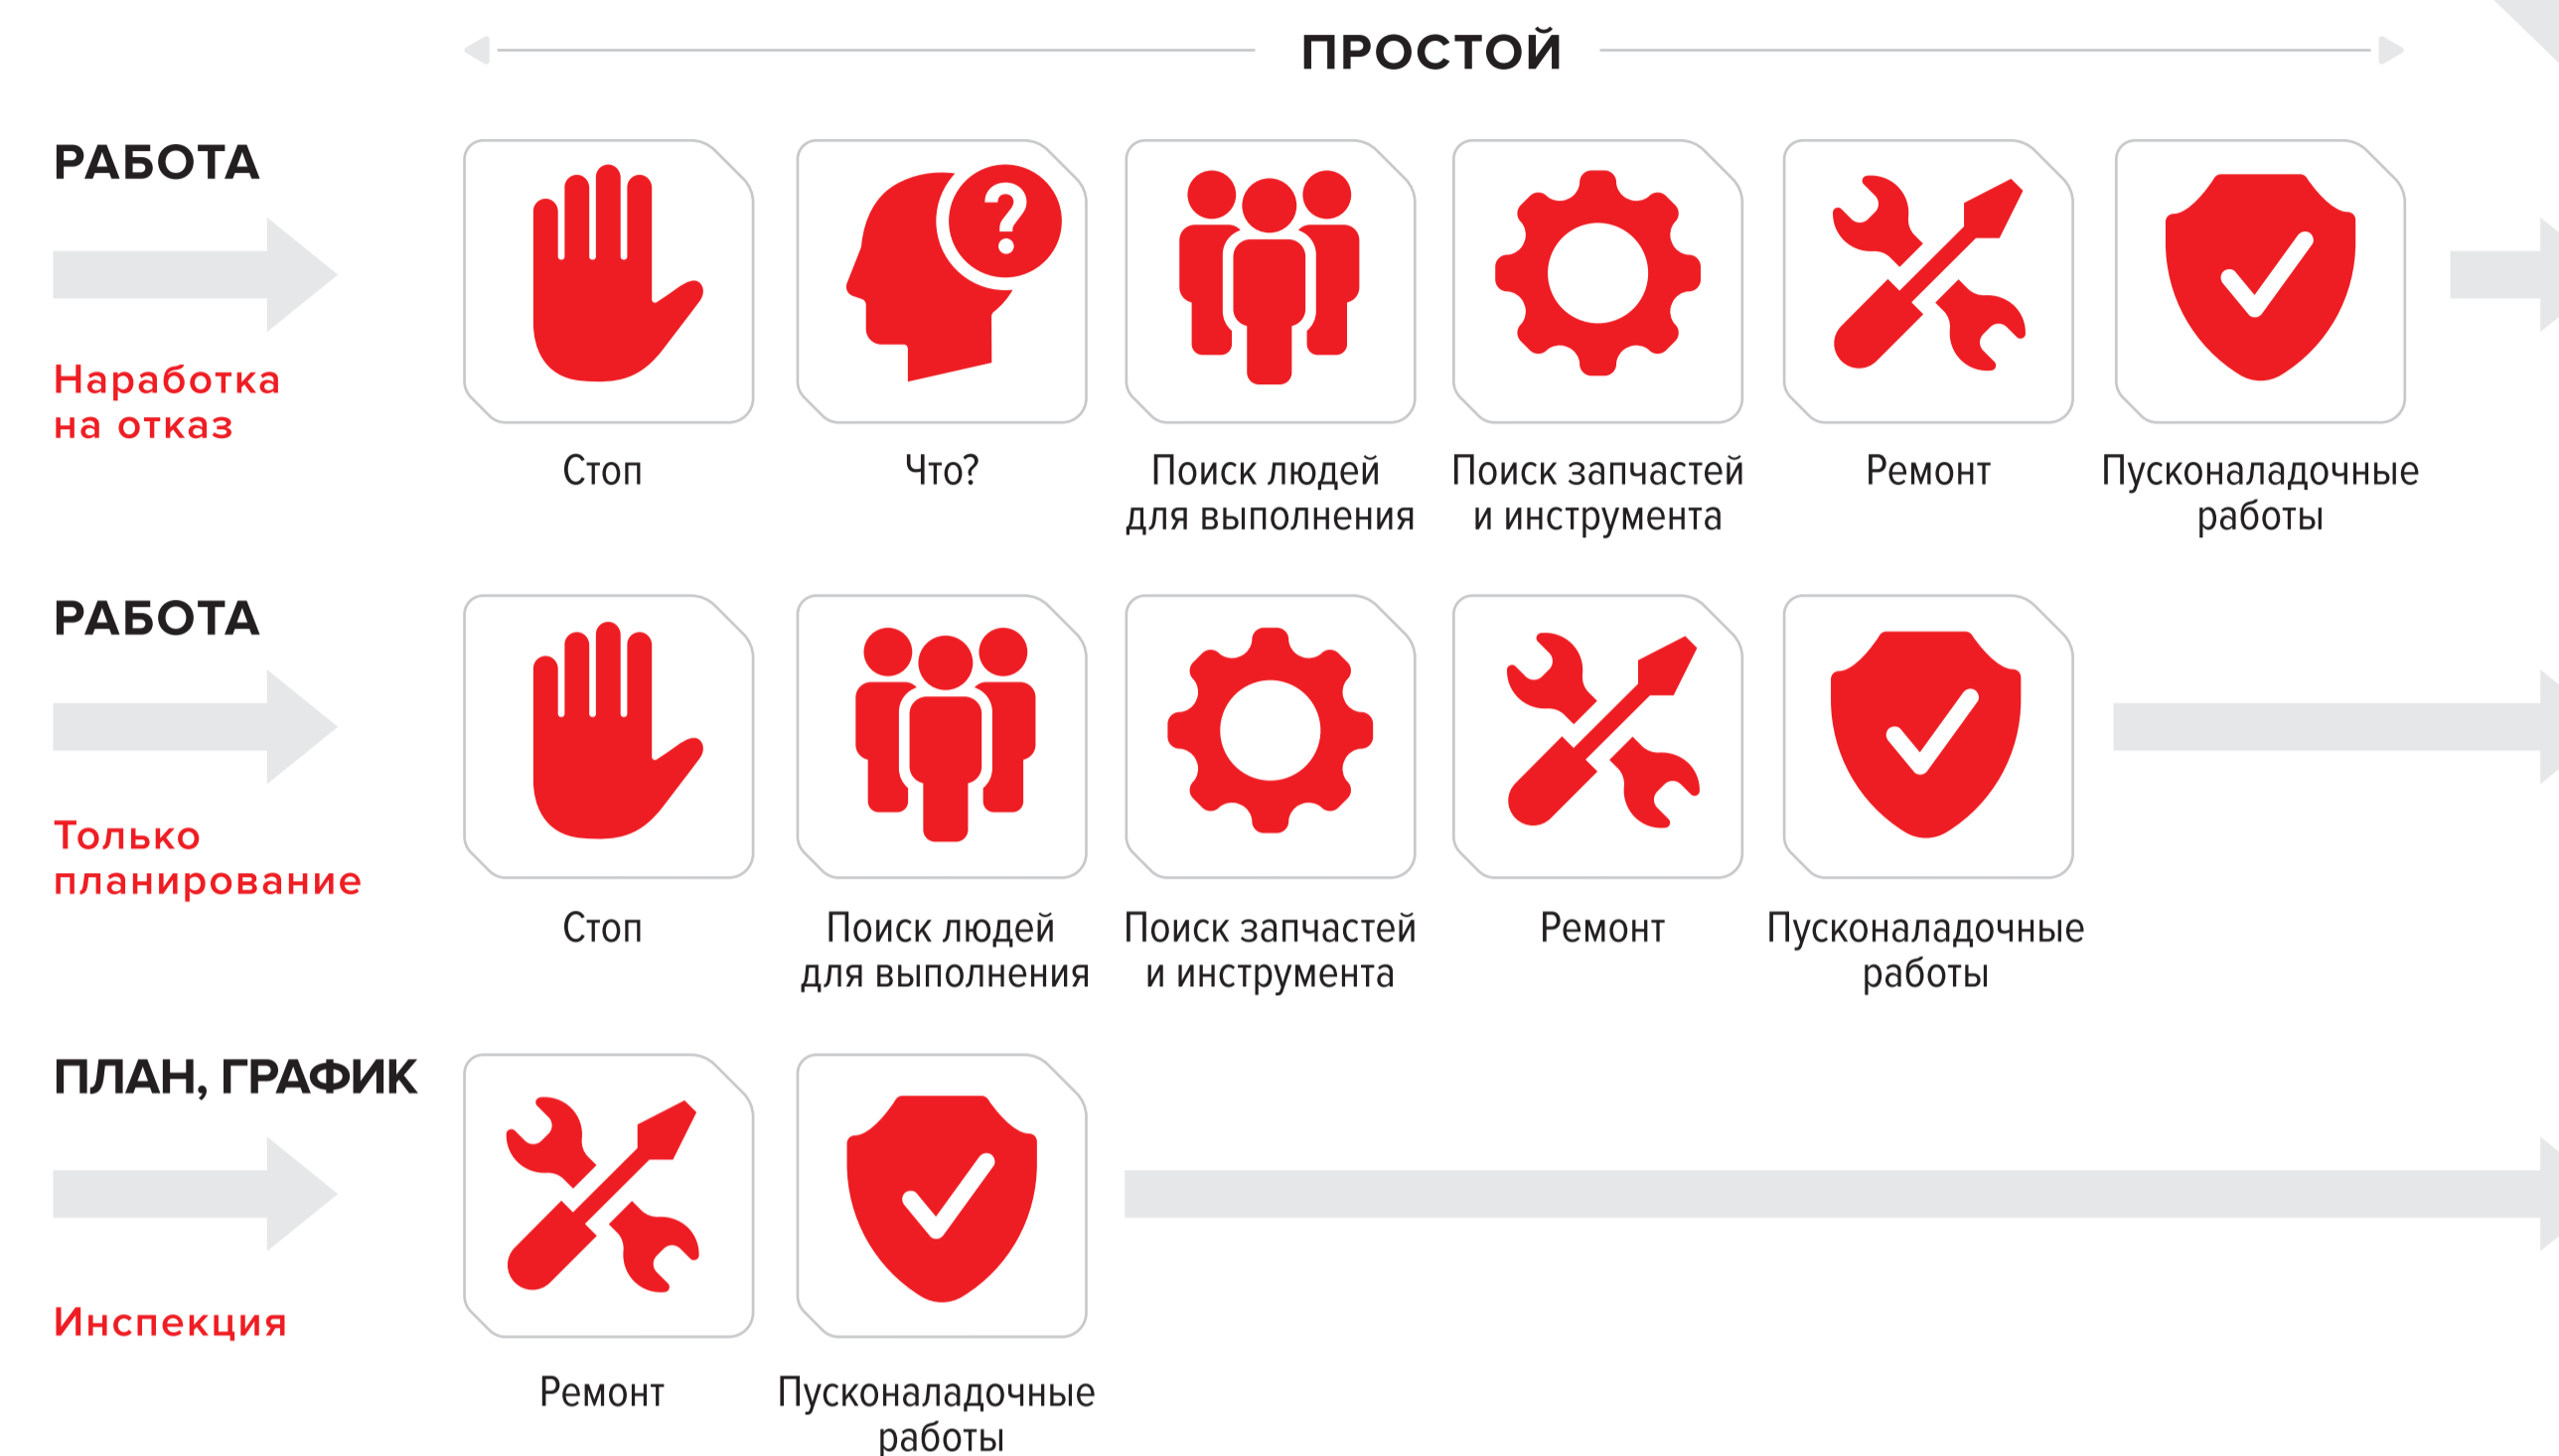 ПРОСТОЙ
РАБОТА
Наработка
на отказ
?
Стоп
Что?
Поиск людей
для выполнения
Поиск запчастей
и инструмента
Ремонт
Пусконаладочные
работы
РАБОТА
Только
планирование
Стоп
Поиск людей
для выполнения
Поиск запчастей
и инструмента
Ремонт
Пусконаладочные
работы
ПЛАН, ГРАФИК
Инспекция
Ремонт
Пусконаладочные
работы